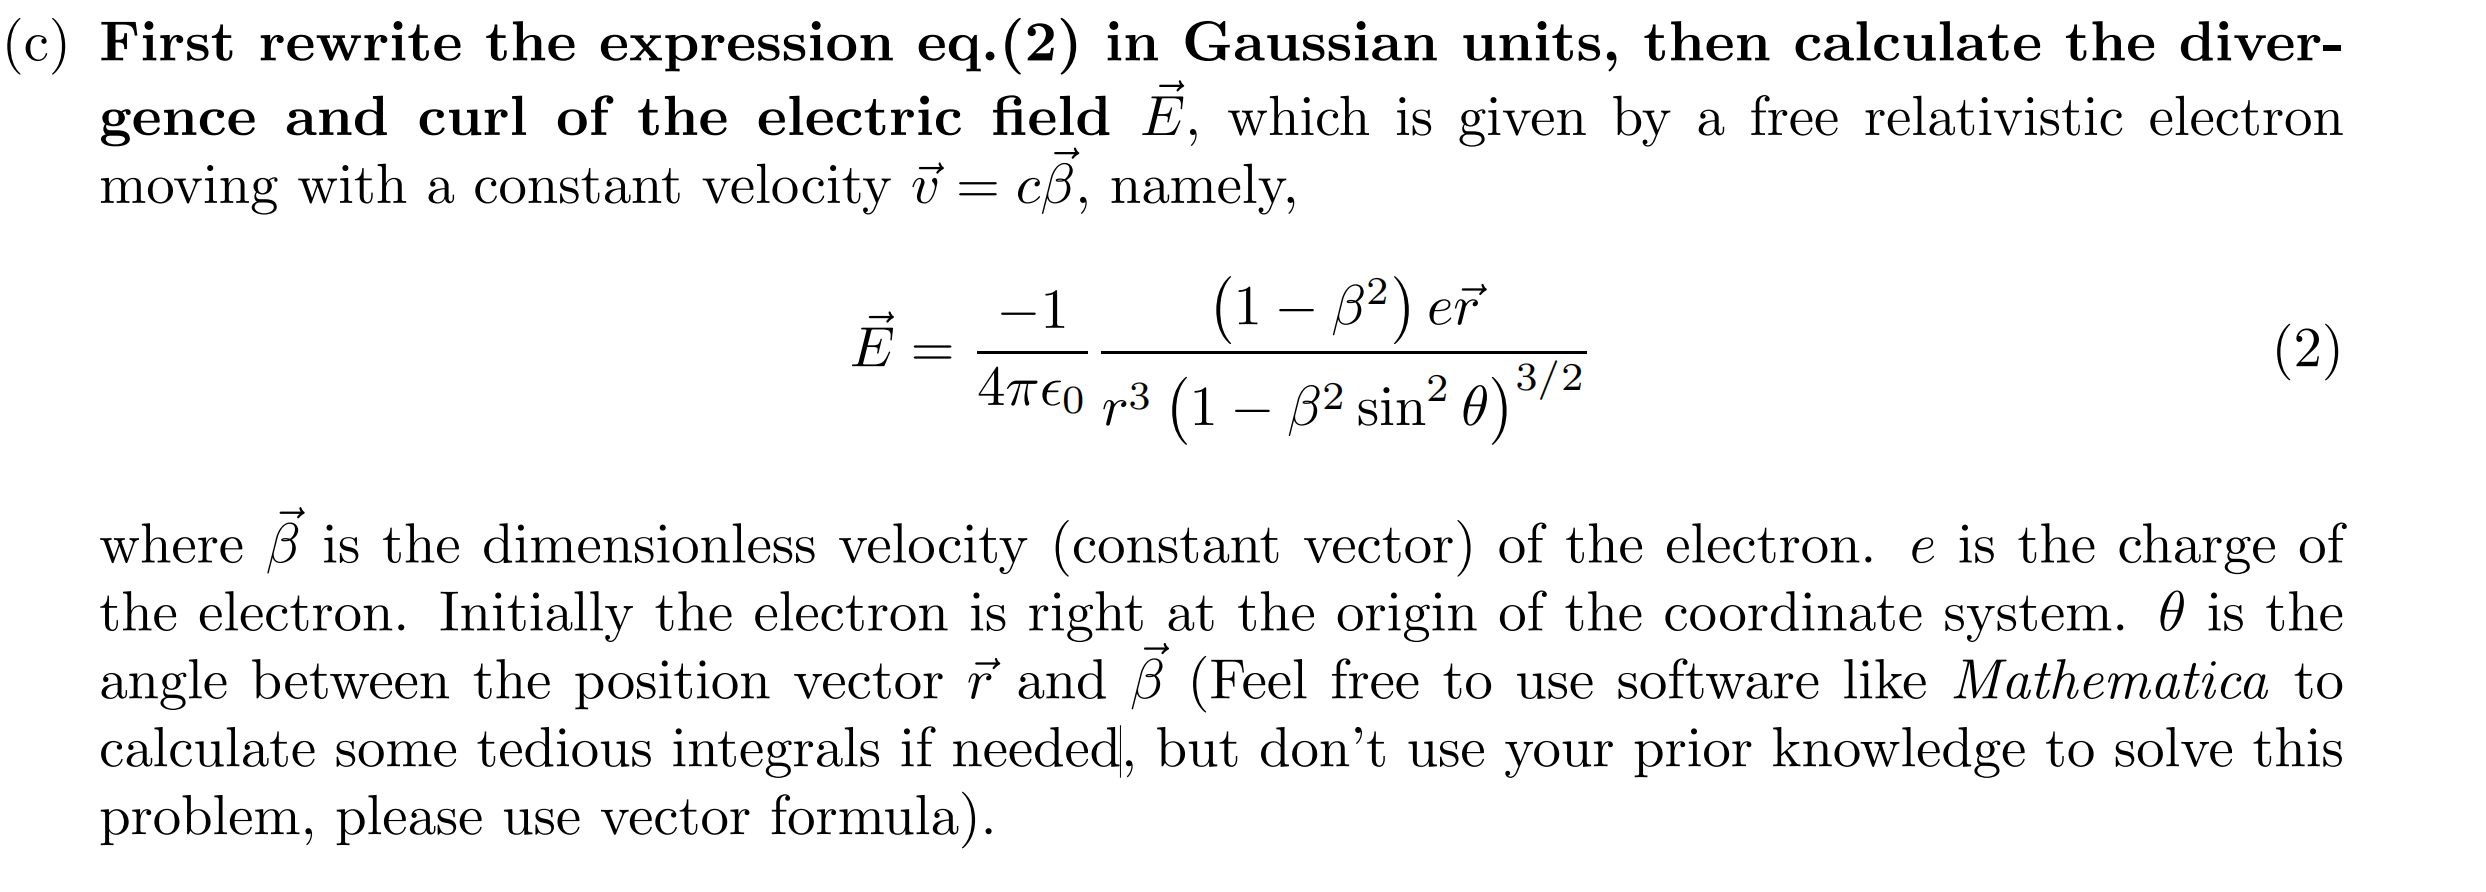 (c) First rewrite the expression eq.(2) in Gaussian units, then calculate the diver-
gence and curl of the electric field $\vec{E}$, which is given by a free relativistic electron
moving with a constant velocity $\vec{v} = c\vec{\beta}$, namely,
$$\vec{E} = \frac{-1}{4\pi\epsilon_0} \frac{\left(1 - \beta^2\right) e\vec{r}}{r^3 \left(1 - \beta^2 \sin^2 \theta\right)^{3/2}} \quad (2)$$
where $\vec{\beta}$ is the dimensionless velocity (constant vector) of the electron. $e$ is the charge of
the electron. Initially the electron is right at the origin of the coordinate system. $\theta$ is the
angle between the position vector $\vec{r}$ and $\vec{\beta}$ (Feel free to use software like Mathematica to
calculate some tedious integrals if needed, but don't use your prior knowledge to solve this
problem, please use vector formula).